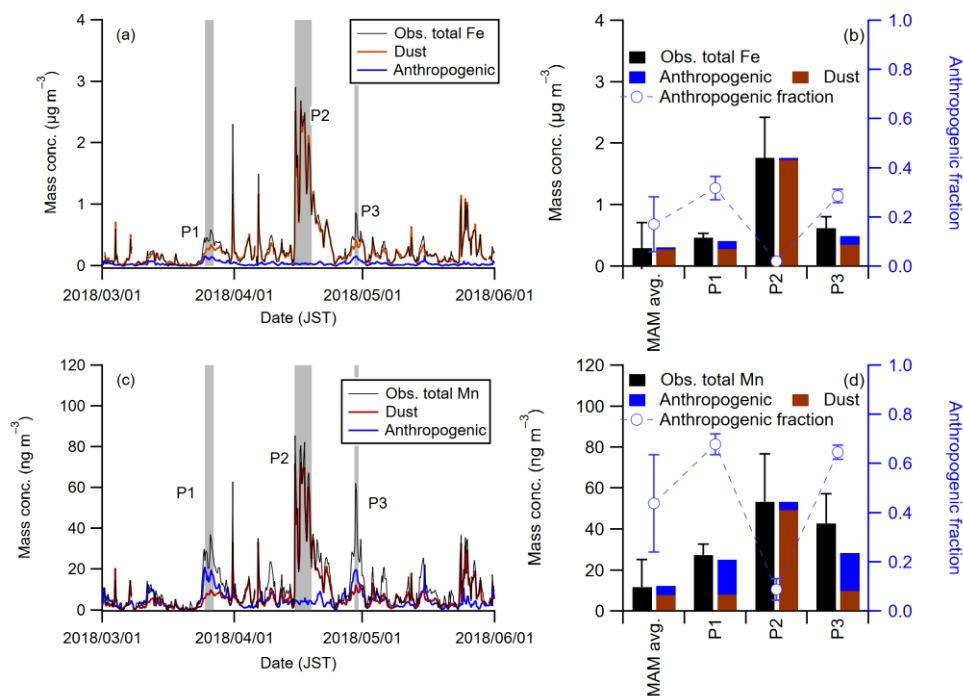 (a)
Obs. total Fe
Dust
Anthropogenic
P1
P2
P3
4
3
2
1
0
Mass conc. (μg m⁻³)
2018/03/01
2018/04/01
2018/05/01
2018/06/01
Date (JST)
(b)
Obs. total Fe
Anthropogenic
Dust
Anthropogenic fraction
4
3
2
1
0
Mass conc. (μg m⁻³)
1.0
0.8
0.6
0.4
0.2
0.0
Anthropogenic fraction
MAM avg.
P1
P2
P3
(c)
Obs. total Mn
Dust
Anthropogenic
P1
P2
P3
120
100
80
60
40
20
0
Mass conc. (ng m⁻³)
2018/03/01
2018/04/01
2018/05/01
2018/06/01
Date (JST)
(d)
Obs. total Mn
Anthropogenic
Dust
Anthropogenic fraction
120
100
80
60
40
20
0
Mass conc. (ng m⁻³)
1.0
0.8
0.6
0.4
0.2
0.0
Anthropogenic fraction
MAM avg.
P1
P2
P3